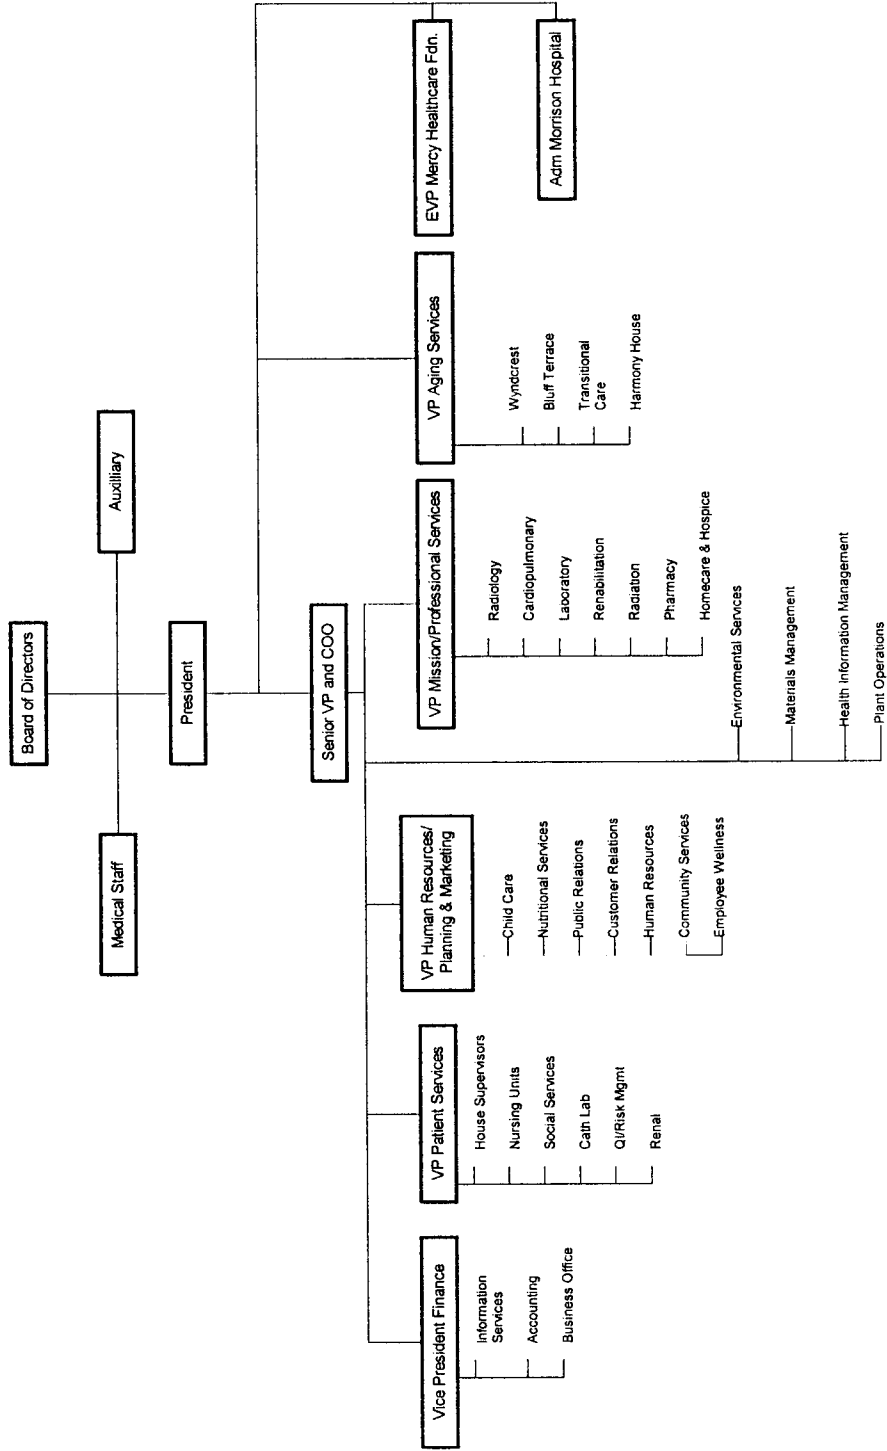 Board of Directors
Medical Staff
Auxilliary
President
Senior VP and COO
Vice President Finance
Information
Services
Accounting
Business Office
VP Patient Services
House Supervisors
Nursing Units
Social Services
Cath Lab
QI/Risk Mgmt
Renal
VP Human Resources/
Planning & Marketing
Child Care
Nutritional Services
Public Relations
Customer Relations
Human Resources
Community Services
Employee Wellness
VP Mission/Professional Services
Radiology
Cardiopulmonary
Laboratory
Renabilitation
Radiation
Pharmacy
Homecare & Hospice
Environmental Services
Materials Management
Health Information Management
Plant Operations
VP Aging Services
Wyndcrest
Bluff Terrace
Transitional
Care
Harmony House
EVP Mercy Healthcare Fdn.
Adm Morrison Hospital